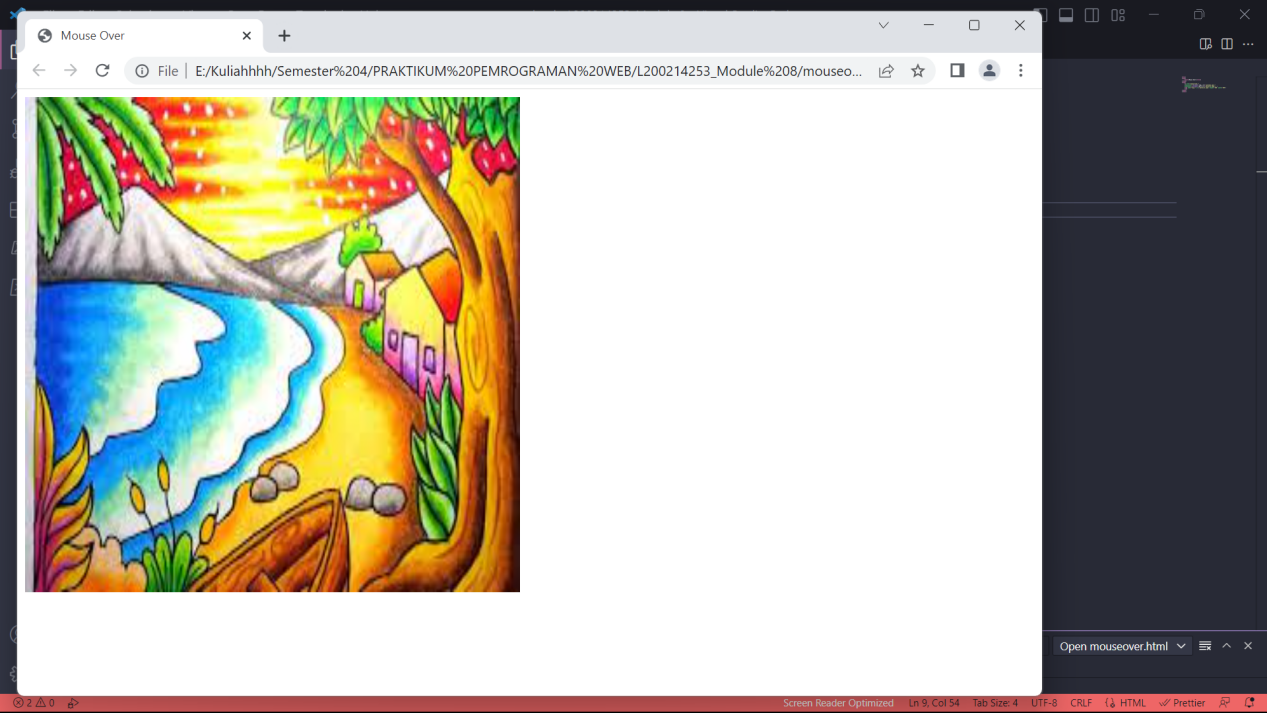 Mouse Over
File
E:/Kuliahhhh/Semester%204/PRAKTIKUM%20PEMROGRAMAN%20WEB/L200214253_Module%208/mouseo...
Open mouseover.html
2 0
Screen Reader Optimized
Ln 9, Col 54
Tab Size: 4
UTF-8
CRLF
HTML
Prettier